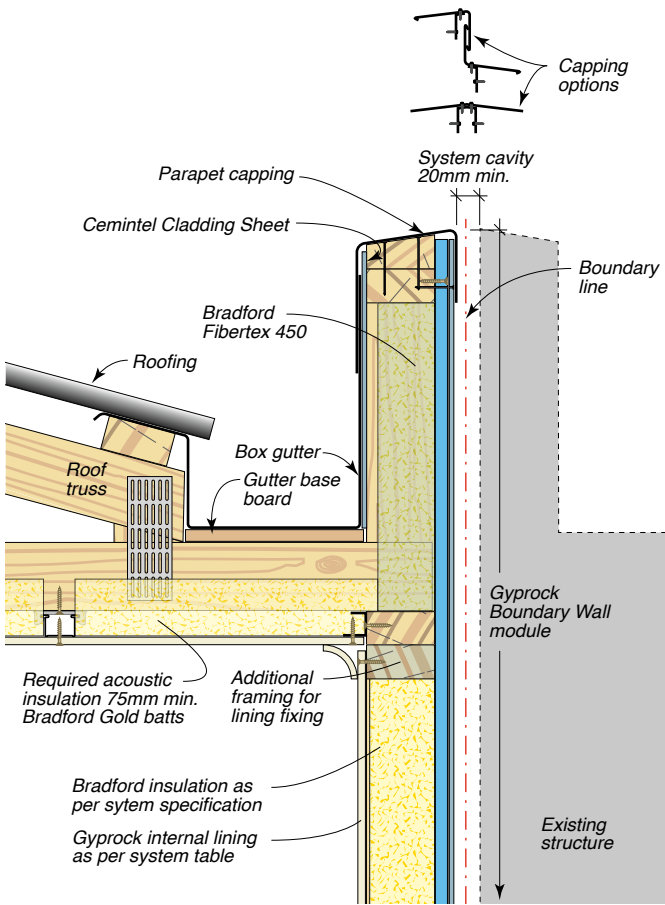 Capping
options
System cavity
20mm min.
Parapet capping
Cemintel Cladding Sheet
Boundary
line
Bradford
Fibertex 450
Roofing
Box gutter
Roof
truss
Gutter base
board
Gyprock
Boundary Wall
module
Required acoustic
insulation 75mm min.
Bradford Gold batts
Additional
framing for
lining fixing
Bradford insulation as
per sytem specification
Gyprock internal lining
as per system table
Existing
structure